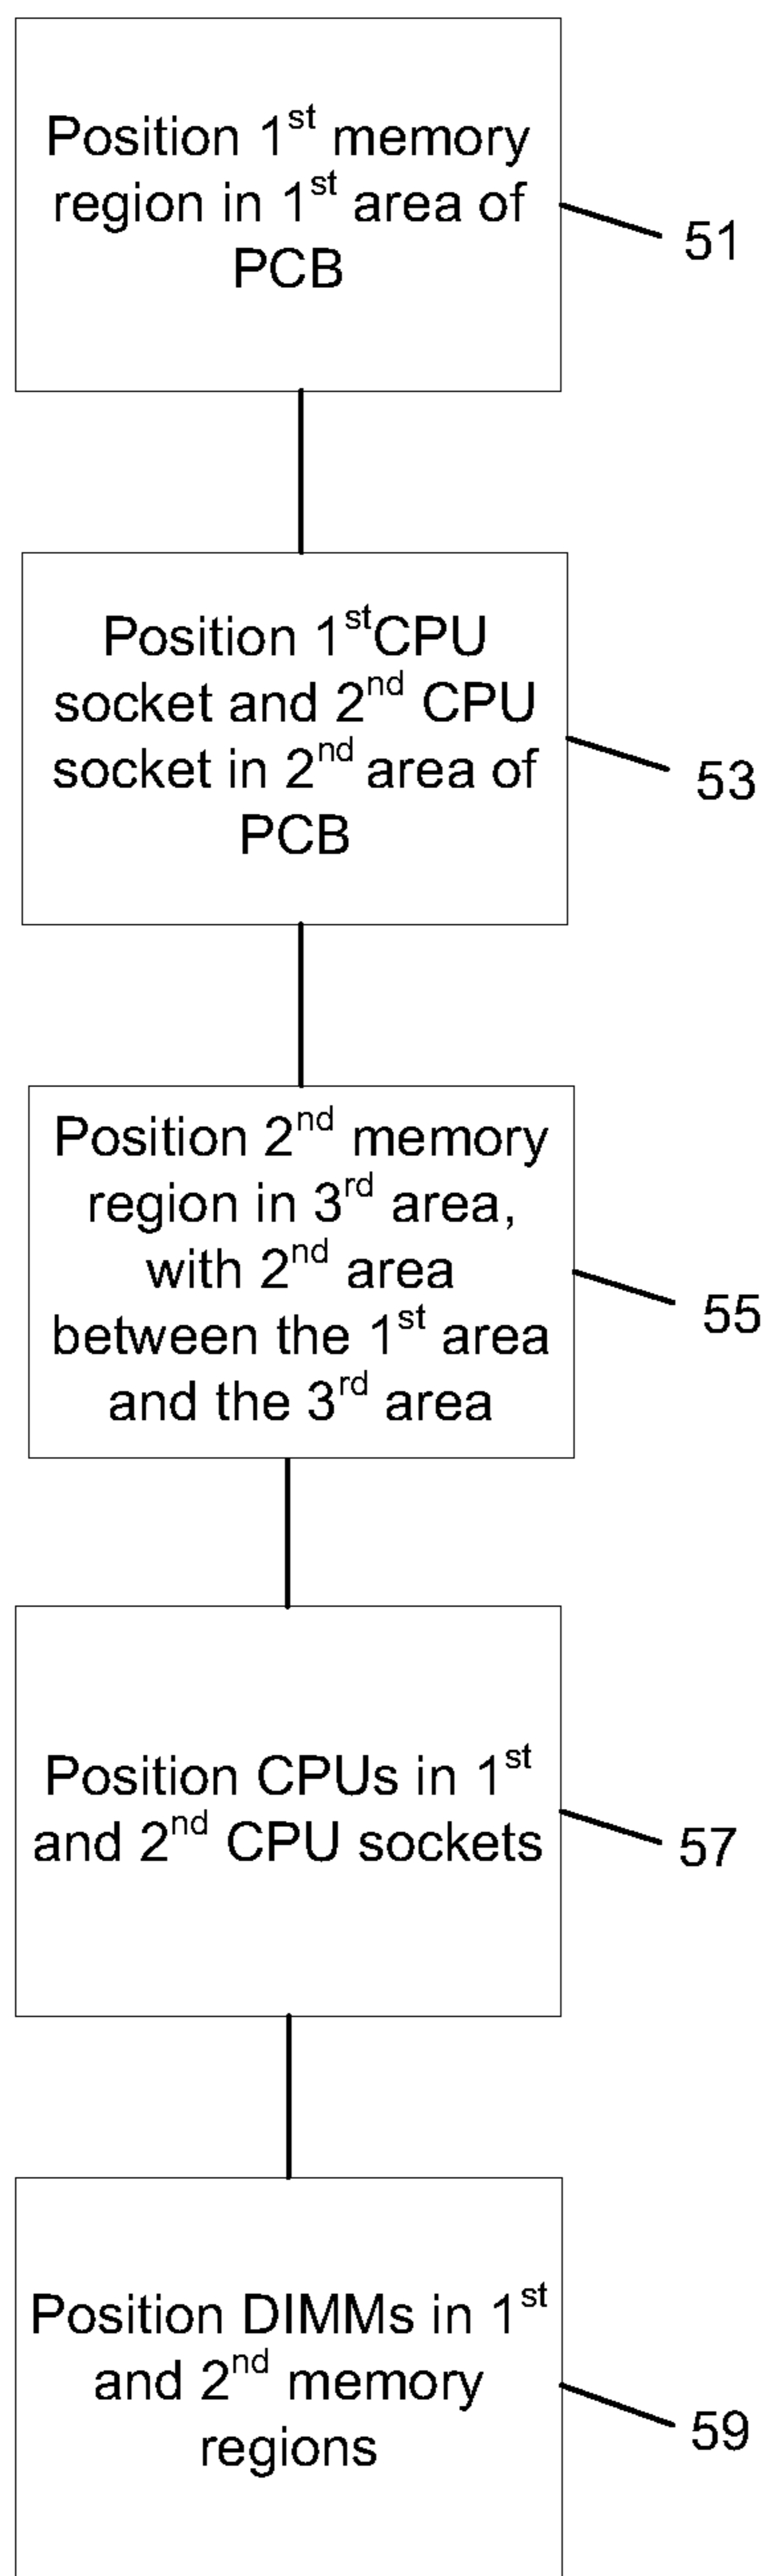 Position 1st memory
region in 1st area of
PCB
51
Position 1stCPU
socket and 2nd CPU
socket in 2nd area of
PCB
53
Position 2nd memory
region in 3rd area,
with 2nd area
between the 1st area
and the 3rd area
55
Position CPUs in 1st
and 2nd CPU sockets
57
Position DIMMs in 1st
and 2nd memory
regions
59